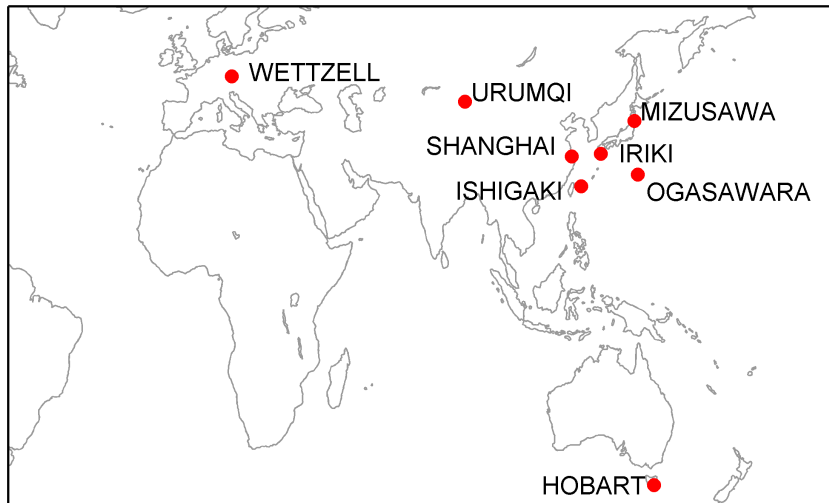 WETTZELL
URUMQI
MIZUSAWA
SHANGHAI
IRIKI
ISHIGAKI
OGASAWARA
HOBART